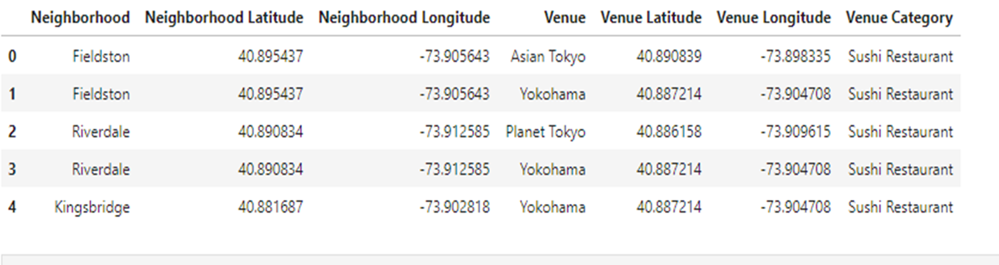 Neighborhood Neighborhood Latitude Neighborhood Longitude Venue Venue Latitude Venue Longitude Venue Category
0 Fieldston 40.895437 -73.905643 Asian Tokyo 40.890839 -73.898335 Sushi Restaurant
1 Fieldston 40.895437 -73.905643 Yokohama 40.887214 -73.904708 Sushi Restaurant
2 Riverdale 40.890834 -73.912585 Planet Tokyo 40.886158 -73.909615 Sushi Restaurant
3 Riverdale 40.890834 -73.912585 Yokohama 40.887214 -73.904708 Sushi Restaurant
4 Kingsbridge 40.881687 -73.902818 Yokohama 40.887214 -73.904708 Sushi Restaurant